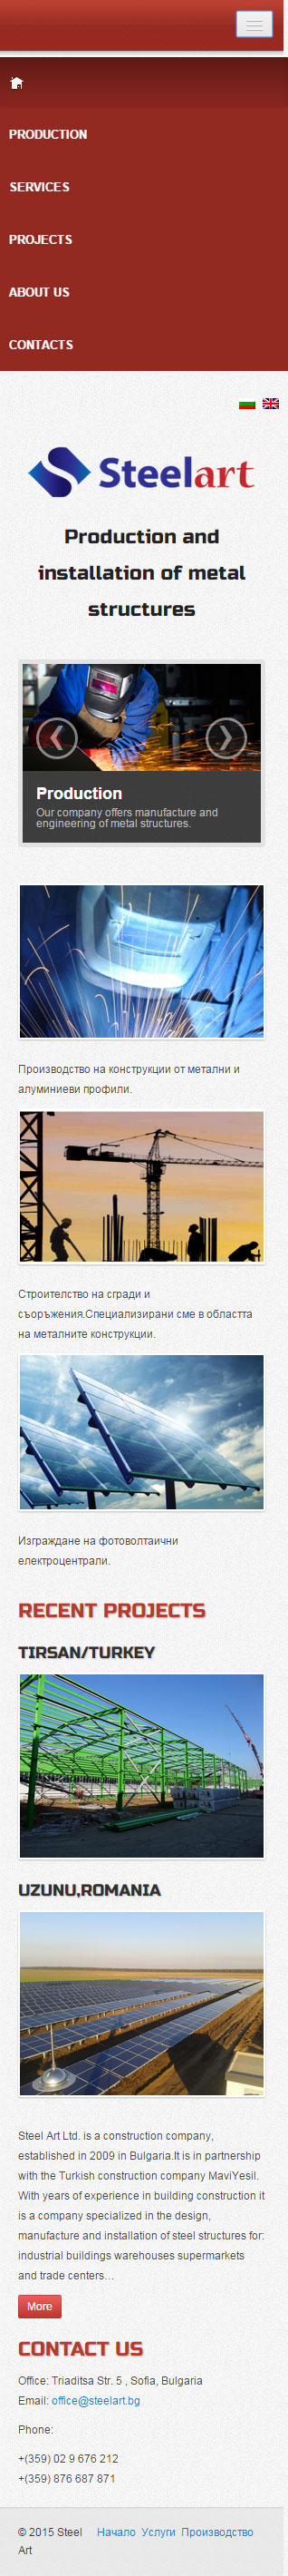 PRODUCTION
SERVICES
PROJECTS
ABOUT US
CONTACTS
Steelart
Production and
installation of metal
structures
Production
Our company offers manufacture and
engineering of metal structures.
Производство на конструкции от метални и
алуминиеви профили.
Строителство на сгради и
съоръжения.Специализирани сме в областта
на металните конструкции.
Изграждане на фотоволтаични
електроцентрали.
RECENT PROJECTS
TIRSAN/TURKEY
UZUNU,ROMANIA
Steel Art Ltd. is a construction company,
established in 2009 in Bulgaria.It is in partnership
with the Turkish construction company MaviYesil.
With years of experience in building construction it
is a company specialized in the design,
manufacture and installation of steel structures for:
industrial buildings warehouses supermarkets
and trade centers...
More
CONTACT US
Office: Triaditsa Str. 5 , Sofia, Bulgaria
Email: office@steelart.bg
Phone:
+(359) 02 9 676 212
+(359) 876 687 871
© 2015 Steel Начало Услуги Производство
Art